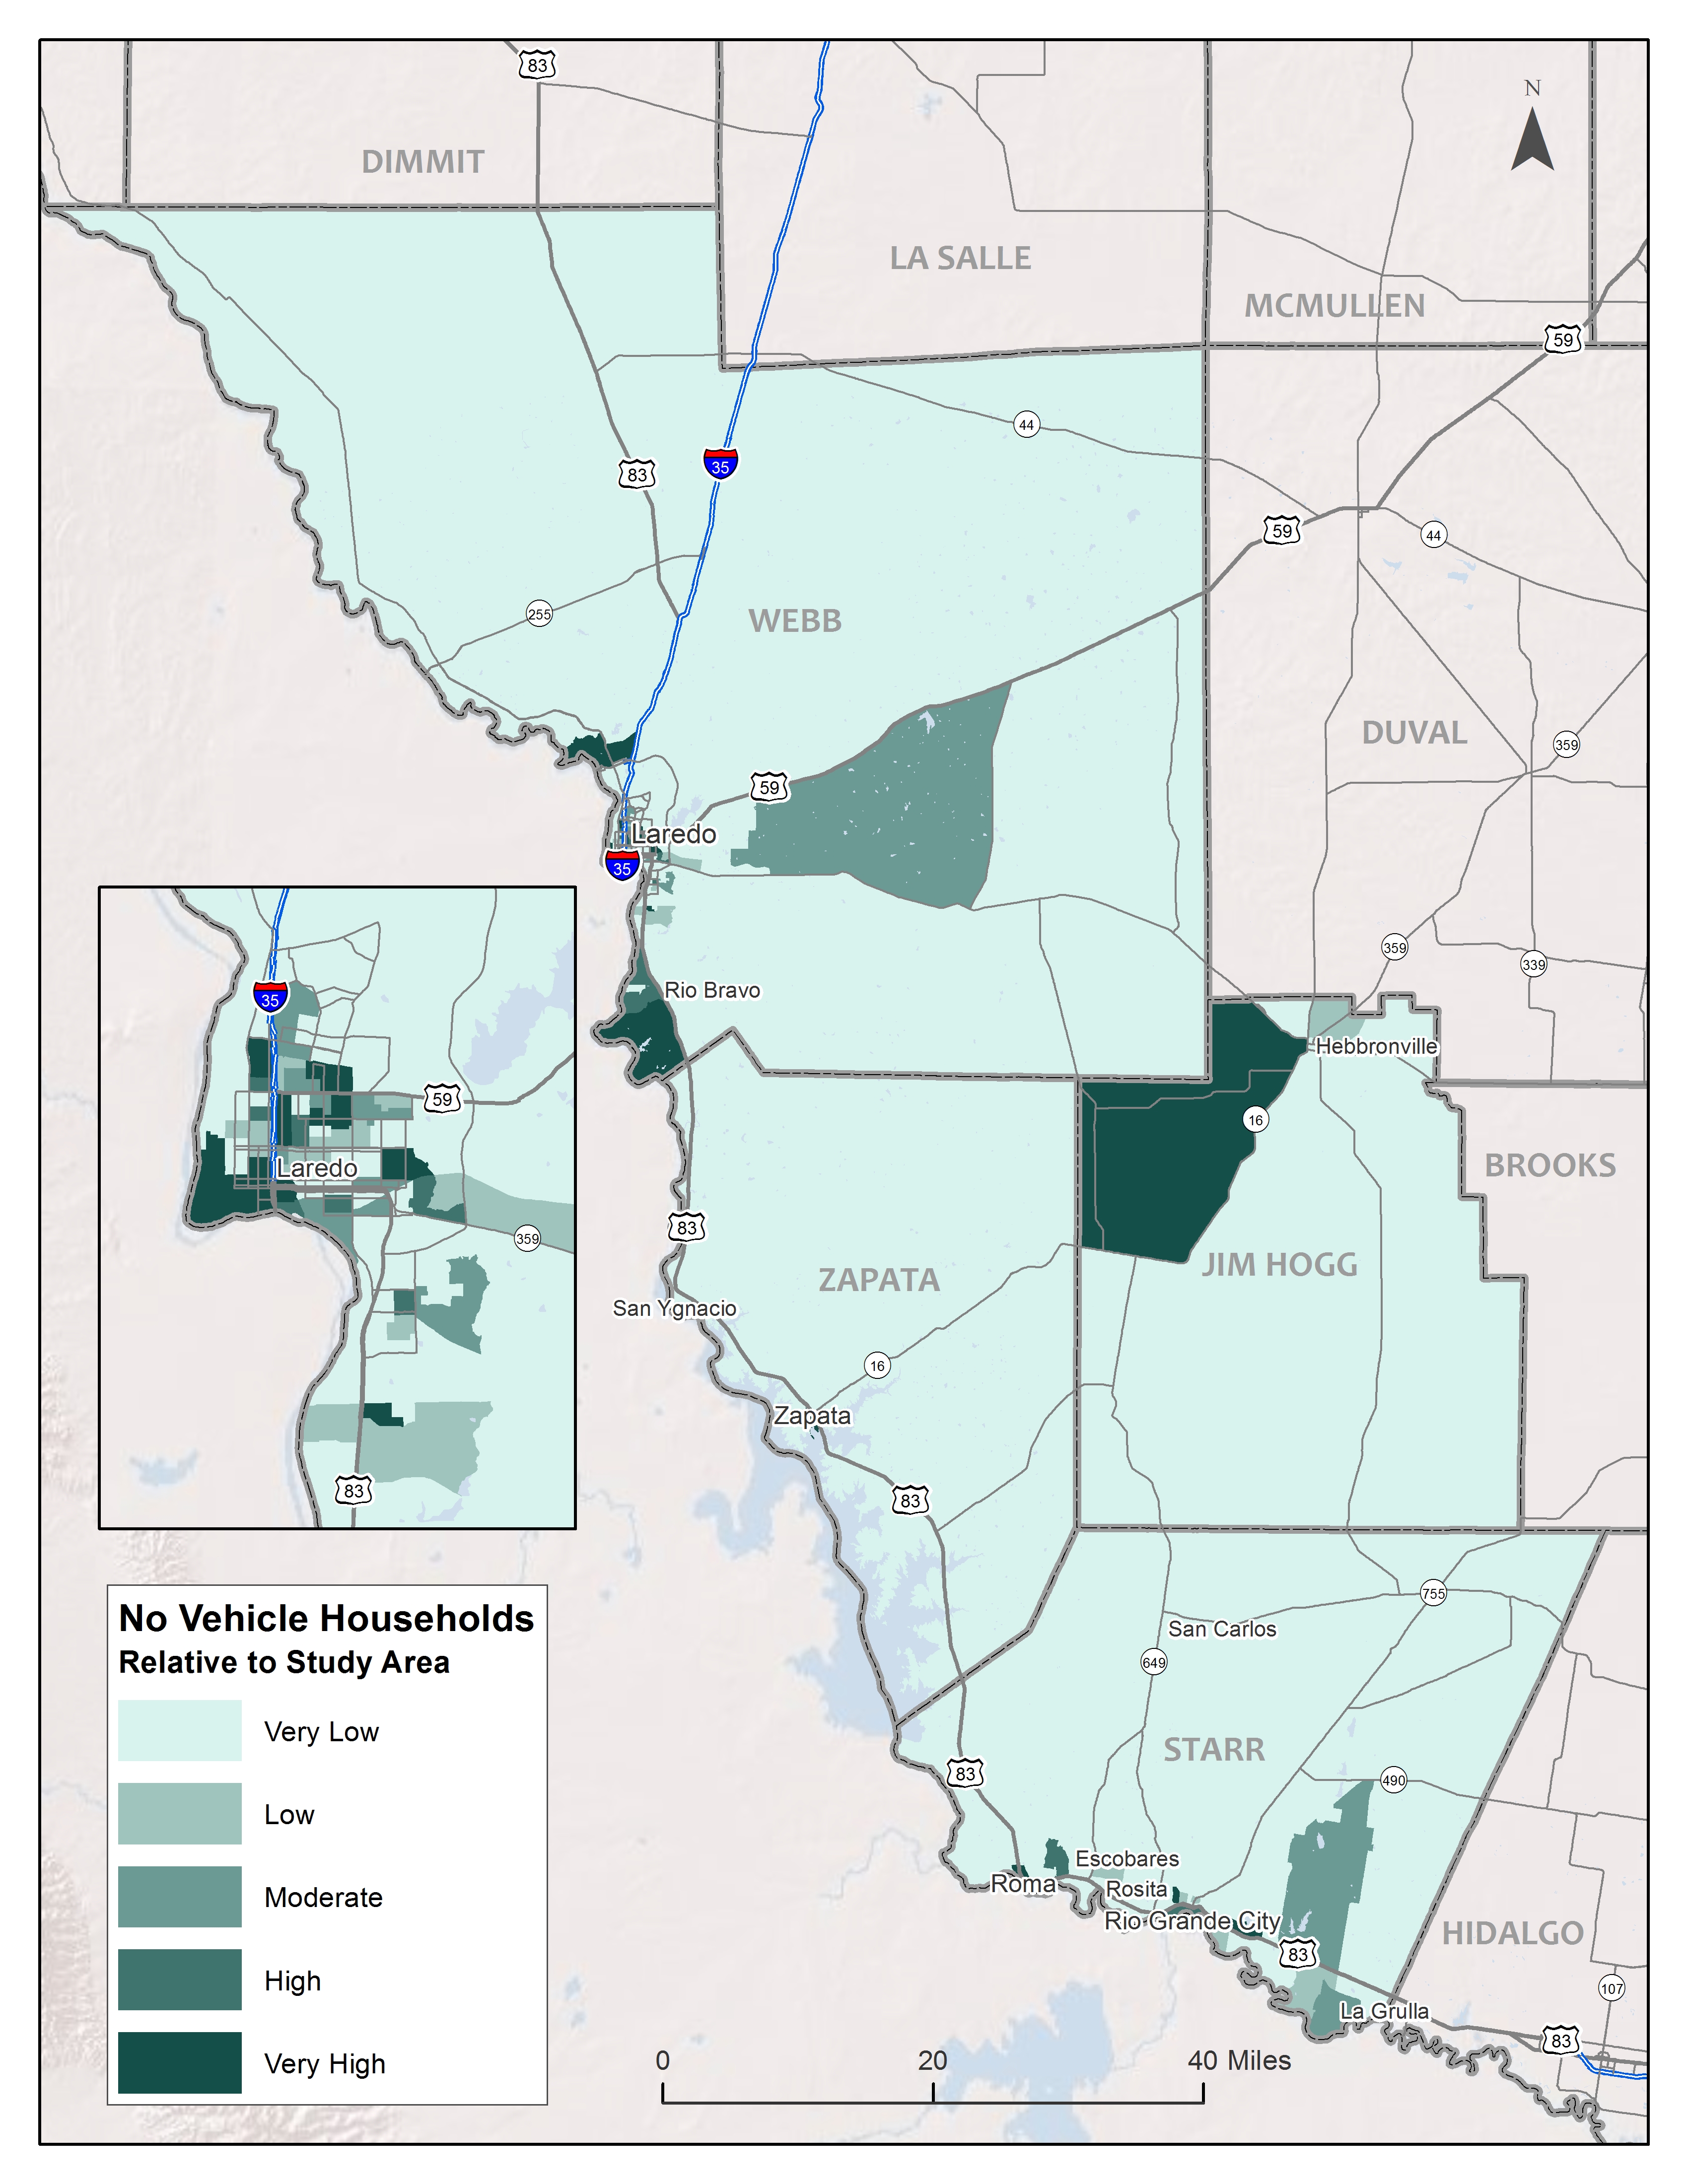 83
N
DIMMIT
LA SALLE
MCMULLEN
59
44
83
35
59
44
255
WEBB
DUVAL
359
59
Laredo
35
359
339
Rio Bravo
Hebbronville
16
BROOKS
83
JIM HOGG
ZAPATA
San Ygnacio
16
Zapata
83
755
San Carlos
649
STARR
83
490
Escobares
Roma
Rosita
Rio Grande City
83
HIDALGO
107
La Grulla
83
35
59
Laredo
359
83
No Vehicle Households
Relative to Study Area
Very Low
Low
Moderate
High
Very High
0 20 40 Miles